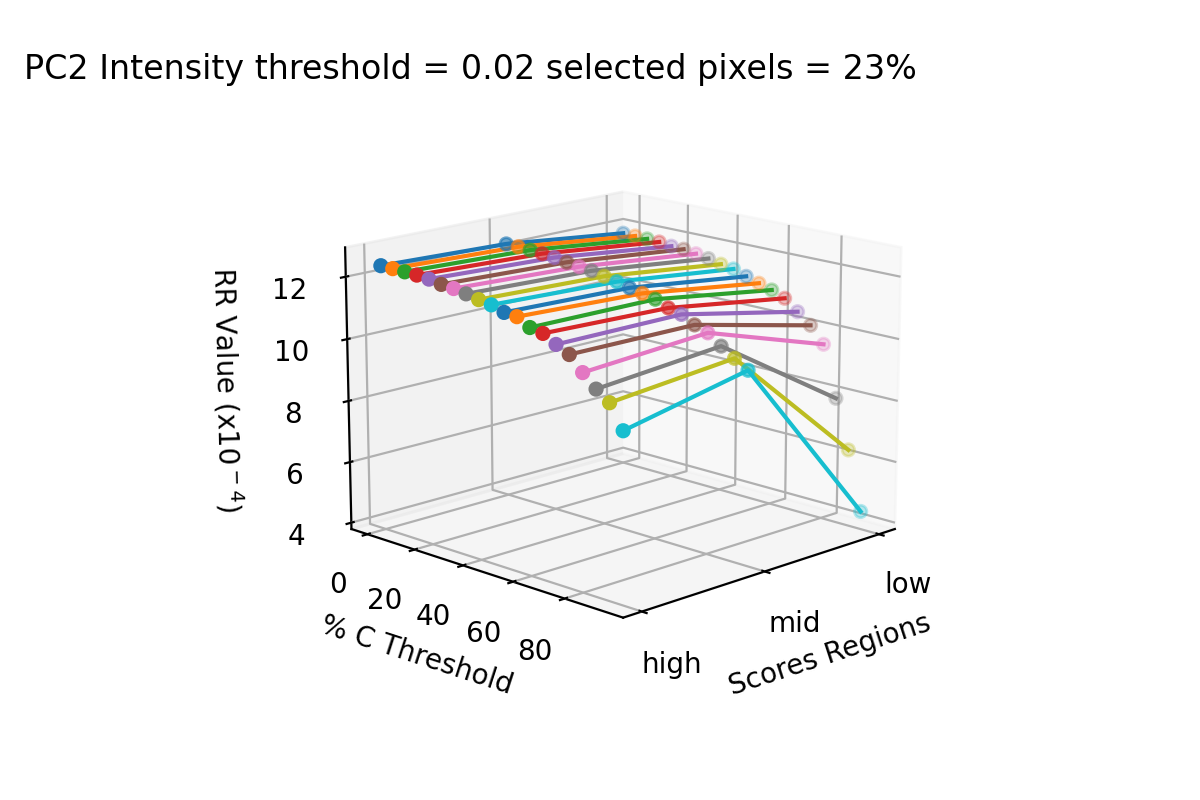 PC2 Intensity threshold = 0.02 selected pixels = 23%
RR Value (x10⁻⁴)
12
10
8
6
4
0
20
40
60
80
% C Threshold
high
mid
low
Scores Regions